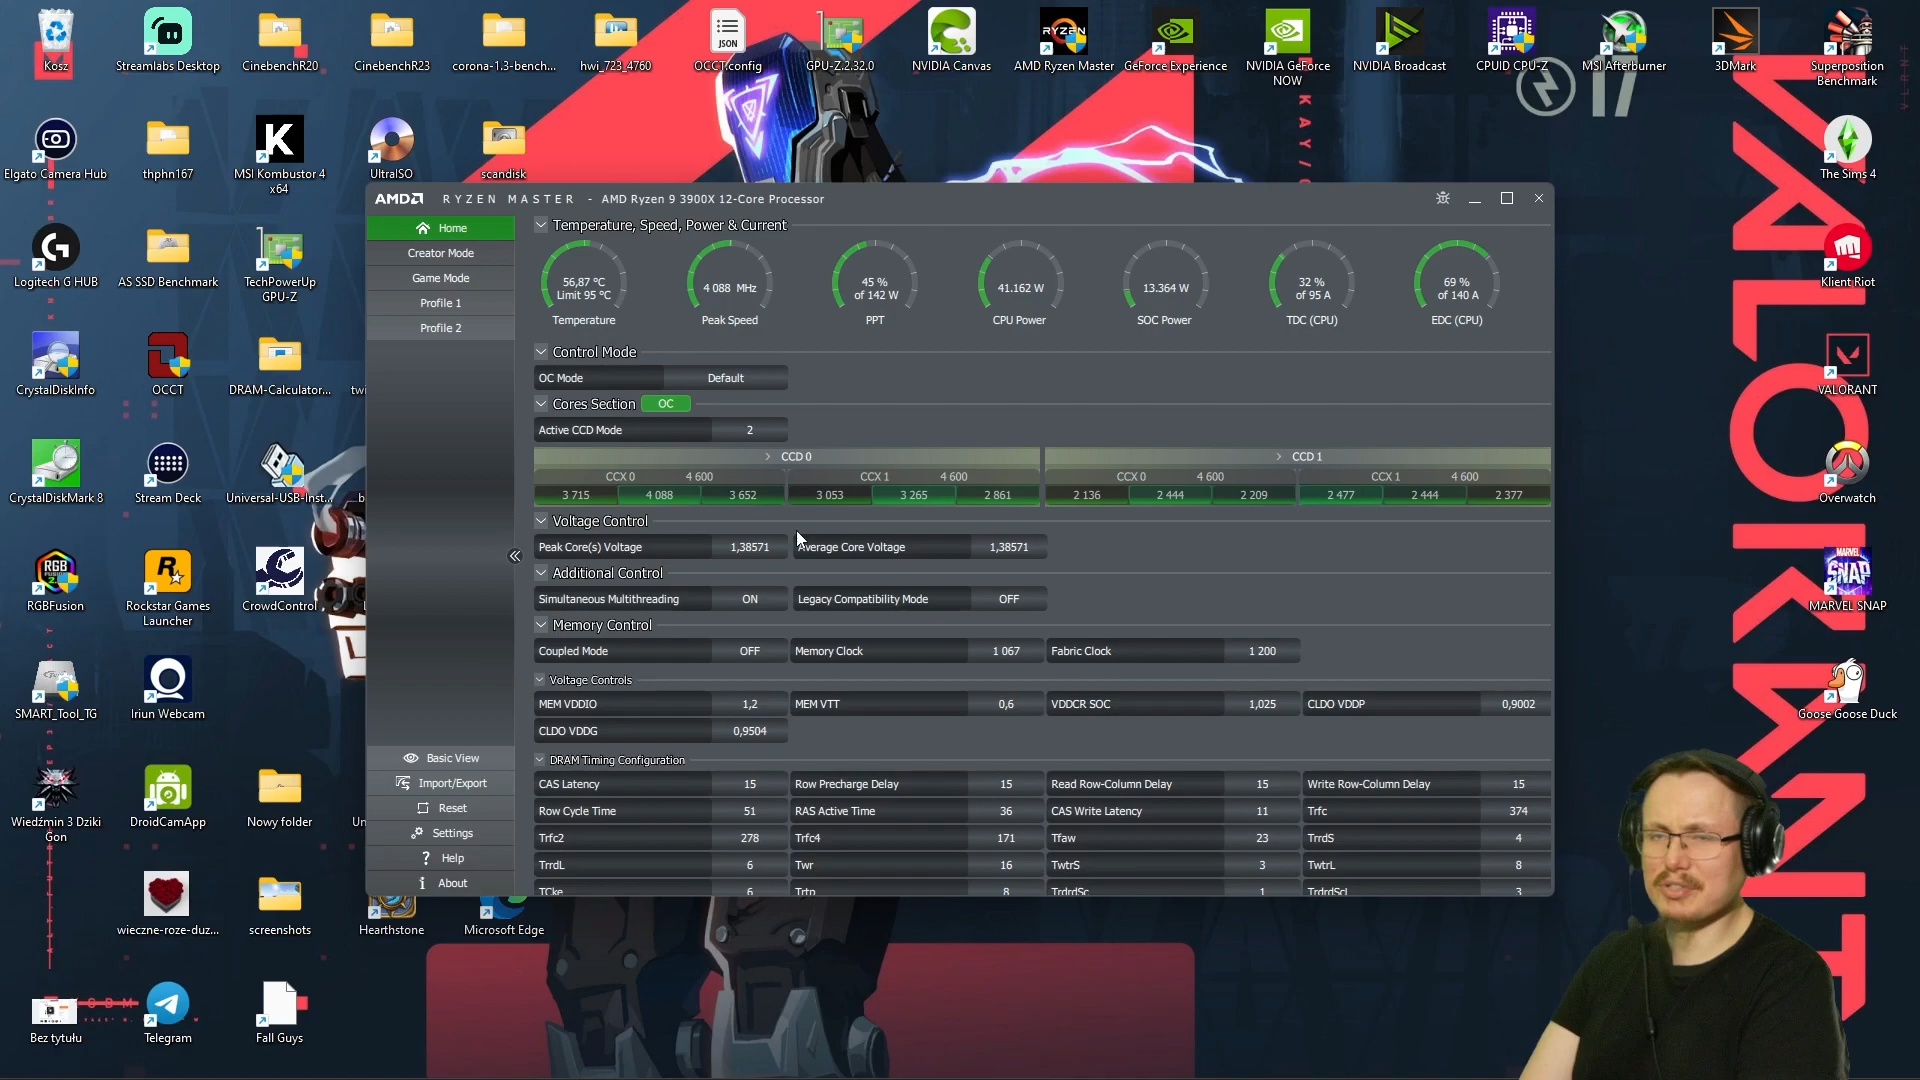 Kosz
Streamlabs Desktop
CinebenchR20
CinebenchR23
corona-1.3-bench...
hwi_723_4760
JSON
OCCT.config
GPU-Z.2.32.0
NVIDIA Canvas
RYZEN
AMD Ryzen Master
GeForce Experience
NVIDIA GeForce
NOW
NVIDIA Broadcast
CPUID CPU-Z
MSI Afterburner
3DMark
Superposition
Benchmark
17
KAY/O
VALORANT
Elgato Camera Hub
thphn167
MSI Kombustor 4
x64
UltraISO
scandisk
The Sims 4
AMD RYZEN MASTER - AMD Ryzen 9 3900X 12-Core Processor
Home
Creator Mode
Game Mode
Profile 1
Profile 2
Temperature, Speed, Power & Current
56,87 °C
Limit 95 °C
Temperature
4 088 MHz
Peak Speed
45 %
of 142 W
PPT
41.162 W
CPU Power
13.364 W
SOC Power
32 %
of 95 A
TDC (CPU)
69 %
of 140 A
EDC (CPU)
Control Mode
OC Mode Default
Cores Section OC
Active CCD Mode 2
CCD 0 CCD 1
CCX 0 4 600 CCX 1 4 600 CCX 0 4 600 CCX 1 4 600
3 715 4 088 3 652 3 053 3 265 2 861 2 136 2 444 2 209 2 477 2 444 2 377
Voltage Control
Peak Core(s) Voltage 1,38571 Average Core Voltage 1,38571
Additional Control
Simultaneous Multithreading ON Legacy Compatibility Mode OFF
Memory Control
Coupled Mode OFF Memory Clock 1 067 Fabric Clock 1 200
Voltage Controls
MEM VDDIO 1,2 MEM VTT 0,6 VDDCR SOC 1,025 CLDO VDDP 0,9002
CLDO VDDG 0,9504
DRAM Timing Configuration
CAS Latency 15 Row Precharge Delay 15 Read Row-Column Delay 15 Write Row-Column Delay 15
Row Cycle Time 51 RAS Active Time 36 CAS Write Latency 11 Trfc 374
Trfc2 278 Trfc4 171 Tfaw 23 TrrdS 4
TrrdL 6 Twr 16 TwtrS 3 TwtrL 8
TCke 6 Trtp 8 TrdrdSc 1 TrdrdScl 3
Basic View
Import/Export
Reset
Settings
Help
About
Logitech G HUB
AS SSD Benchmark
TechPowerUp
GPU-Z
Klient Riot
CrystalDiskInfo
OCCT
DRAM-Calculator...
twi
VALORANT
CrystalDiskMark 8
Stream Deck
Universal-USB-Inst...
Overwatch
RGB
RGBFusion
Rockstar Games
Launcher
CrowdControl
MARVEL
SNAP
MARVEL SNAP
SMART_Tool_TG
Iriun Webcam
Goose Goose Duck
Wiedźmin 3 Dziki
Gon
DroidCamApp
Nowy folder
Un
wieczne-roze-duz...
screenshots
Hearthstone
Microsoft Edge
Bez tytułu
Telegram
Fall Guys